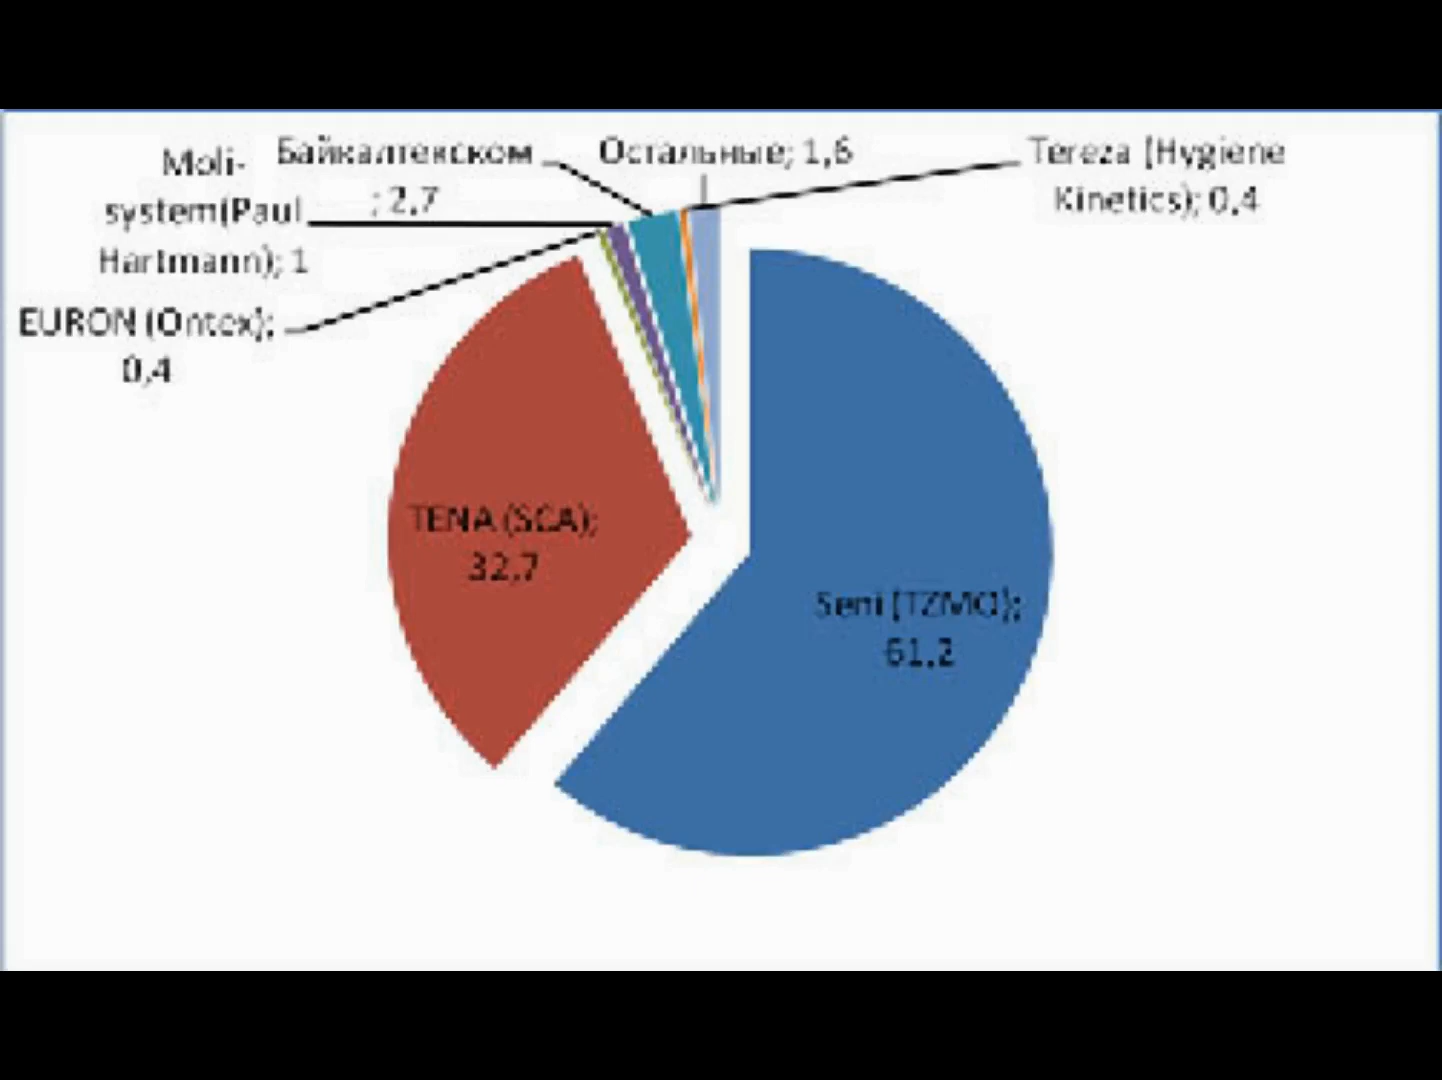 Moli-
system(Paul
Hartmann); 1
Байкалтекском
; 2,7
Остальные; 1,6
Tereza (Hygiene
Kinetics); 0,4
EURON (Ontex);
0,4
TENA (SCA);
32,7
Seni (TZMO);
61,2